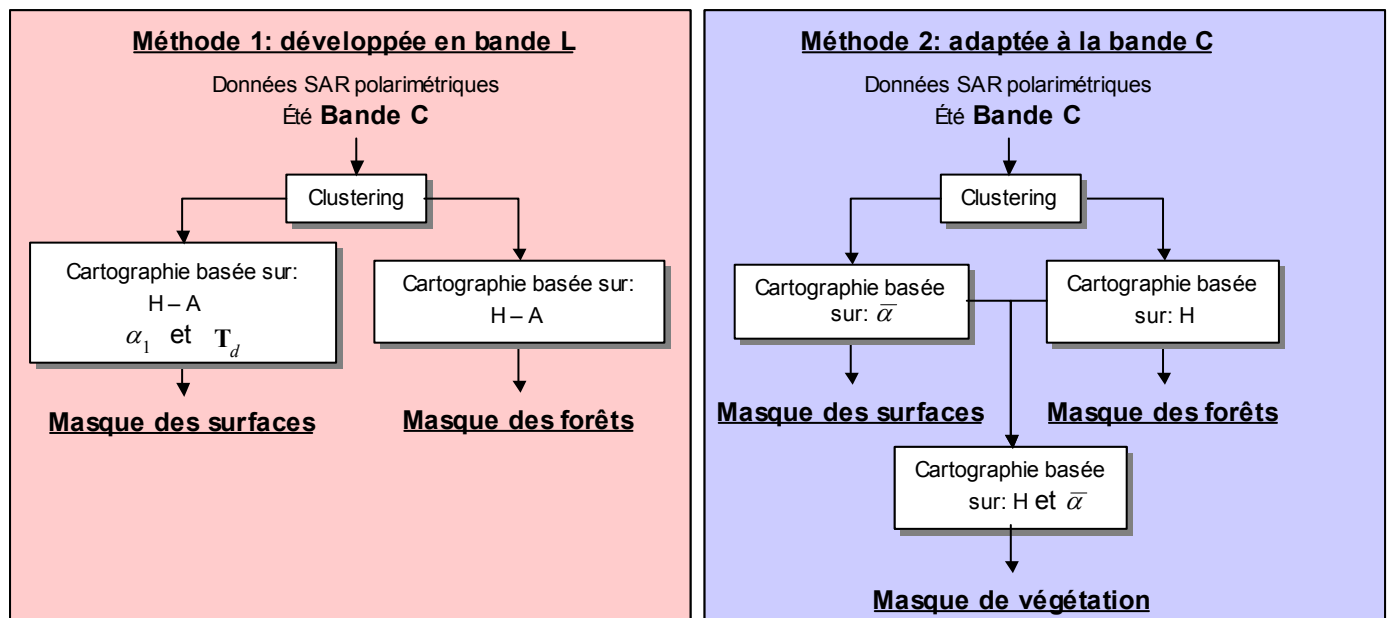 Méthode 1: développée en bande L
Données SAR polarimétriques
Été Bande C
Clustering
Cartographie basée sur:
H – A
α₁ et T_d
Masque des surfaces
Cartographie basée sur:
H – A
Masque des forêts
Méthode 2: adaptée à la bande C
Données SAR polarimétriques
Été Bande C
Clustering
Cartographie basée
sur: α̅
Masque des surfaces
Cartographie basée
sur: H
Masque des forêts
Cartographie basée
sur: H et α̅
Masque de végétation